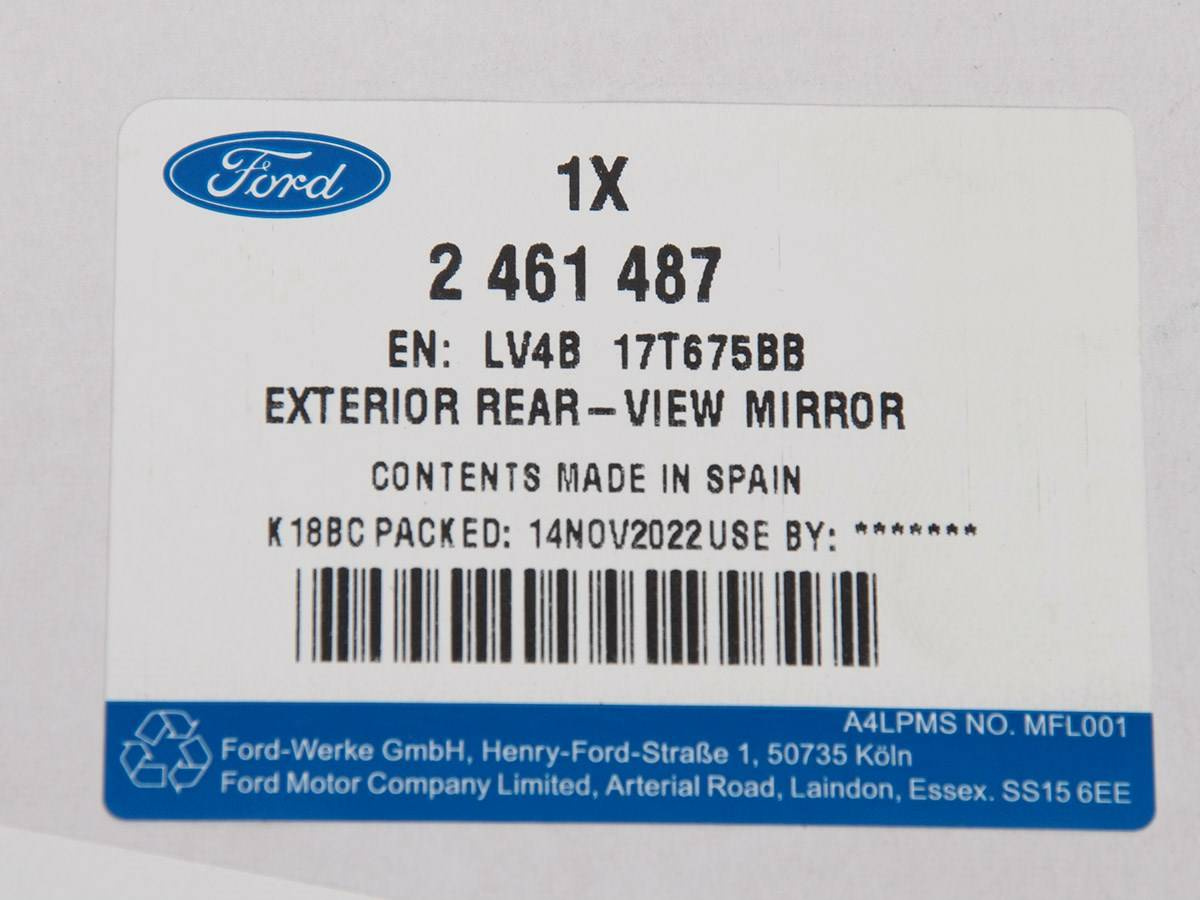 Ford
1X
2 461 487
EN: LV4B 17T675BB
EXTERIOR REAR-VIEW MIRROR
CONTENTS MADE IN SPAIN
K18BC PACKED: 14NOV2022 USE BY: *******
A4LPMS NO. MFL001
Ford-Werke GmbH, Henry-Ford-Straße 1, 50735 Köln
Ford Motor Company Limited, Arterial Road, Laindon, Essex. SS15 6EE